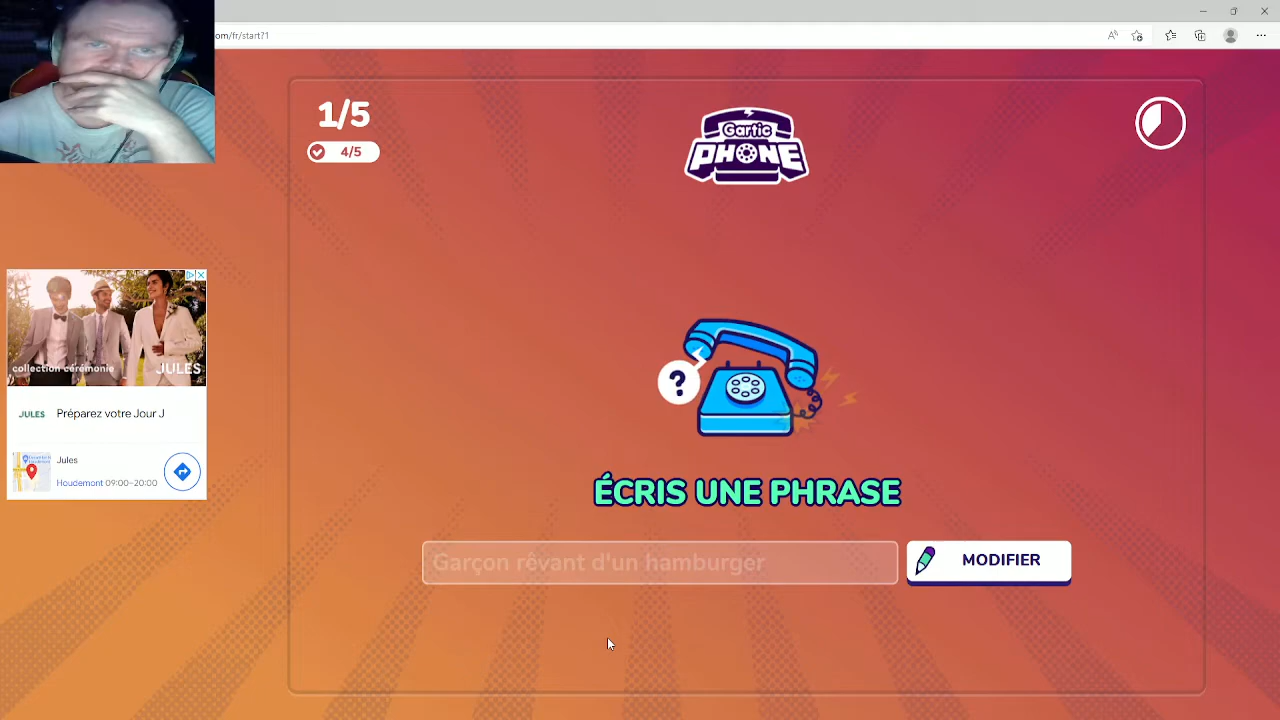 om/fr/start?1
1/5
4/5
Gartic
PHONE
collection cérémonie
JULES
JULES
Préparez votre Jour J
Jules
Houdemont 09:00–20:00
?
ÉCRIS UNE PHRASE
Garçon rêvant d'un hamburger
MODIFIER